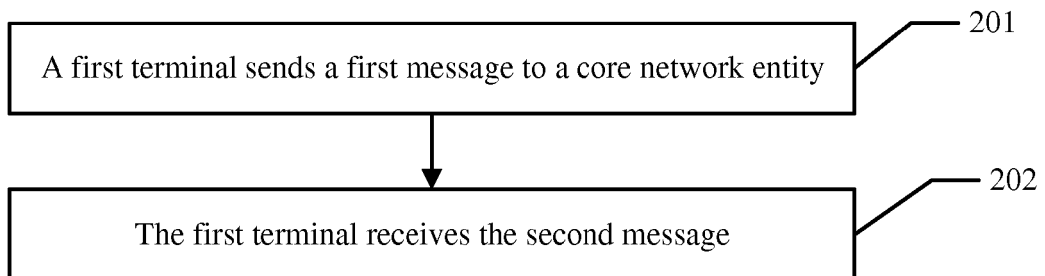 201
A first terminal sends a first message to a core network entity
202
The first terminal receives the second message